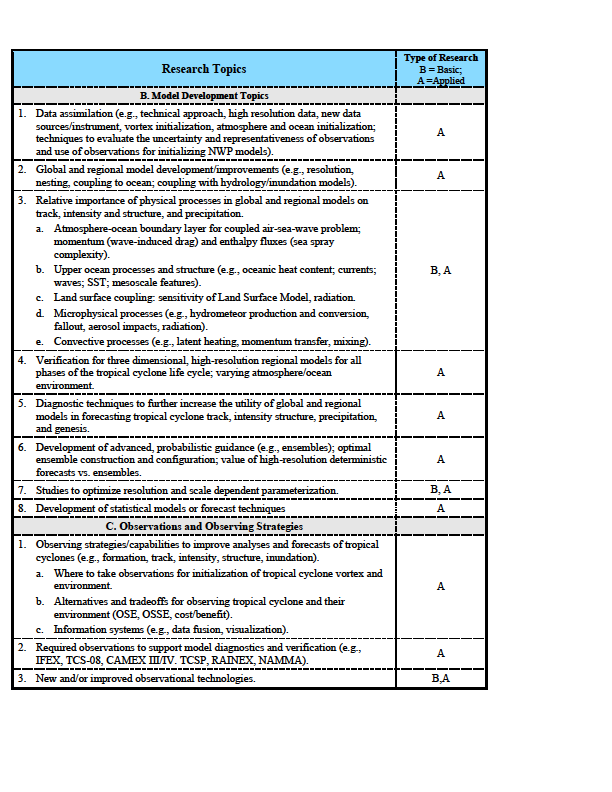 Research Topics
Type of Research
B = Basic;
A =Applied
B. Model Development Topics
1. Data assimilation (e.g., technical approach, high resolution data, new data
sources/instrument, vortex initialization, atmosphere and ocean initialization;
techniques to evaluate the uncertainty and representativeness of observations
and use of observations for initializing NWP models).
A
2. Global and regional model development/improvements (e.g., resolution,
nesting, coupling to ocean; coupling with hydrology/inundation models).
A
3. Relative importance of physical processes in global and regional models on
track, intensity and structure, and precipitation.
a. Atmosphere-ocean boundary layer for coupled air-sea-wave problem;
momentum (wave-induced drag) and enthalpy fluxes (sea spray
complexity).
b. Upper ocean processes and structure (e.g., oceanic heat content; currents;
waves; SST; mesoscale features).
c. Land surface coupling: sensitivity of Land Surface Model, radiation.
d. Microphysical processes (e.g., hydrometeor production and conversion,
fallout, aerosol impacts, radiation).
e. Convective processes (e.g., latent heating, momentum transfer, mixing).
B, A
4. Verification for three dimensional, high-resolution regional models for all
phases of the tropical cyclone life cycle; varying atmosphere/ocean
environment.
A
5. Diagnostic techniques to further increase the utility of global and regional
models in forecasting tropical cyclone track, intensity structure, precipitation,
and genesis.
A
6. Development of advanced, probabilistic guidance (e.g., ensembles); optimal
ensemble construction and configuration; value of high-resolution deterministic
forecasts vs. ensembles.
A
7. Studies to optimize resolution and scale dependent parameterization.
B, A
8. Development of statistical models or forecast techniques
A
C. Observations and Observing Strategies
1. Observing strategies/capabilities to improve analyses and forecasts of tropical
cyclones (e.g., formation, track, intensity, structure, inundation).
a. Where to take observations for initialization of tropical cyclone vortex and
environment.
b. Alternatives and tradeoffs for observing tropical cyclone and their
environment (OSE, OSSE, cost/benefit).
c. Information systems (e.g., data fusion, visualization).
A
2. Required observations to support model diagnostics and verification (e.g.,
IFEX, TCS-08, CAMEX III/IV. TCSP, RAINEX, NAMMA).
A
3. New and/or improved observational technologies.
B,A